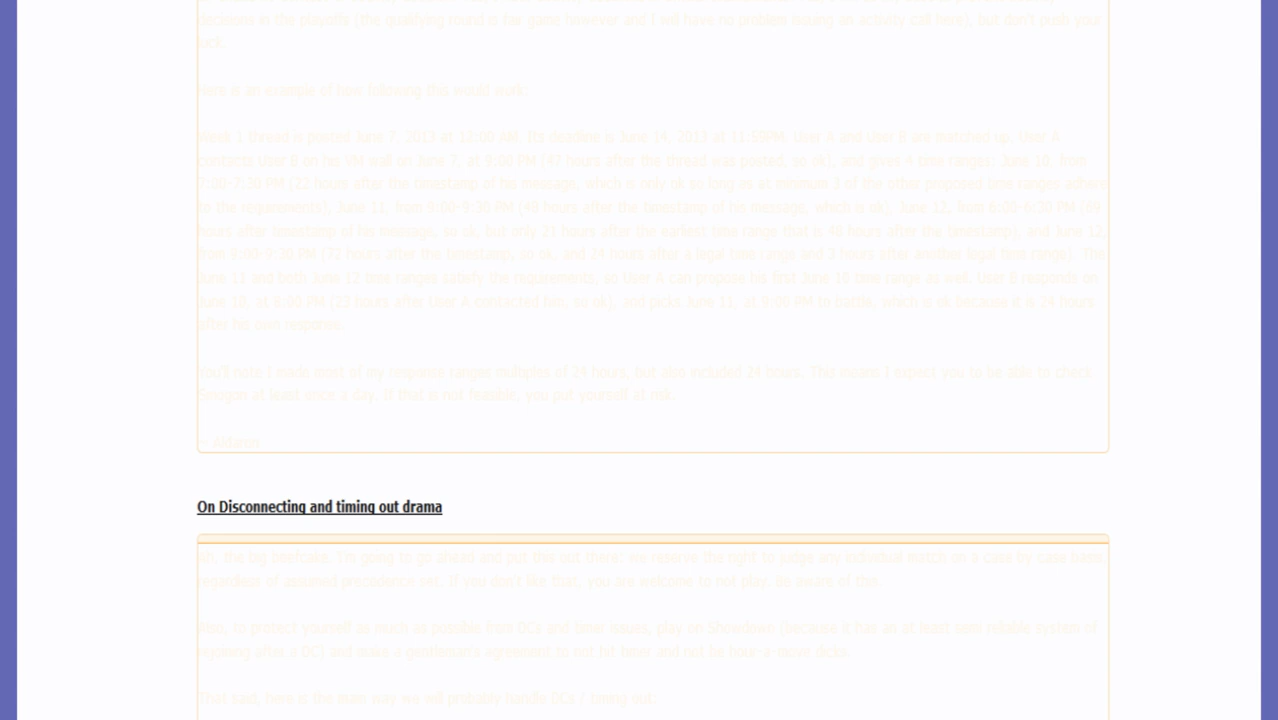 decisions in the playoffs (the qualifying round is fair game however and I will have no problem issuing an activity call here), but don't push your
luck.
Here is an example of how following this would work:
Week 1 thread is posted June 7, 2013 at 12:00 AM. Its deadline is June 14, 2013 at 11:59PM. User A and User B are matched up. User A
contacts User B on his VM wall on June 7, at 9:00 PM (37 hours after the thread was posted, so ok), and gives 4 time ranges: June 10, from
7:00-7:30 PM (22 hours after the timestamp of his message, which is only ok so long as at minimum 3 of the other proposed time ranges adhere
to the requirements), June 11, from 9:00-9:30 PM (48 hours after the timestamp of his message, which is ok), June 12, from 6:00-6:30 PM (69
hours after timestamp of his message, so ok, but only 21 hours after the earliest time range that is 48 hours after the timestamp), and June 12,
from 9:00-9:30 PM (72 hours after the timestamp, so ok, and 24 hours after a legal time range and 3 hours after another legal time range). This
June 11 and both June 12 time ranges satisfy the requirements, so User A can propose his first June 10 time range as well. User B responds on
June 10, at 8:00 PM (23 hours after User A contacted him, so ok), and picks June 11, at 9:00 PM to battle, which is ok because it is 24 hours
after his own response.
You'll note I made most of my response ranges multiples of 24 hours, but also included 24 hours. This means I expect you to be able to check
Smogon at least once a day. If that is not feasible, you put yourself at risk.
- Aldaron
On Disconnecting and timing out drama
the big beefcake. I'm going to go ahead and put this out there: we reserve the right to judge any individual match on a case by case basis
regardless of assumed precedence set. If you don't like that, you are welcome to not play. Be aware of this.
Also, to protect yourself as much as possible from DCs and timer issues, play on Showdown (because it has an at least semi reliable system of
rejoining after a DC) and make a gentlemans agreement to not hit timer and not be hour-a-move dicks.
That said, here is the main way we will probably handle DCs / timing out: